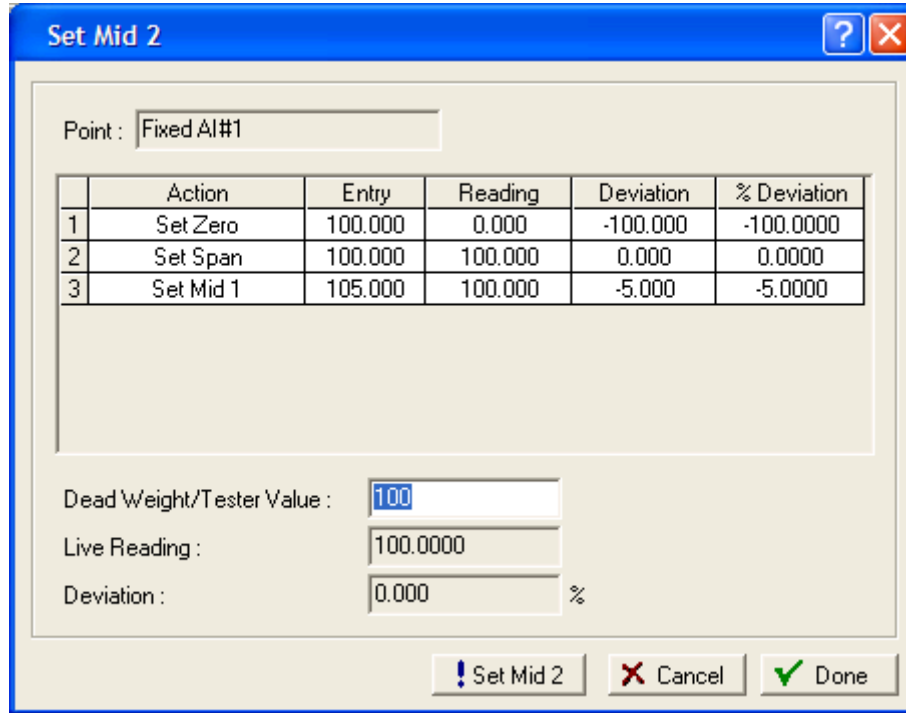 Set Mid 2
Point : Fixed AI#1
Action Entry Reading Deviation % Deviation
1 Set Zero 100.000 0.000 -100.000 -100.0000
2 Set Span 100.000 100.000 0.000 0.0000
3 Set Mid 1 105.000 100.000 -5.000 -5.0000
Dead Weight/Tester Value : 100
Live Reading : 100.0000
Deviation : 0.000 %
! Set Mid 2 Cancel Done